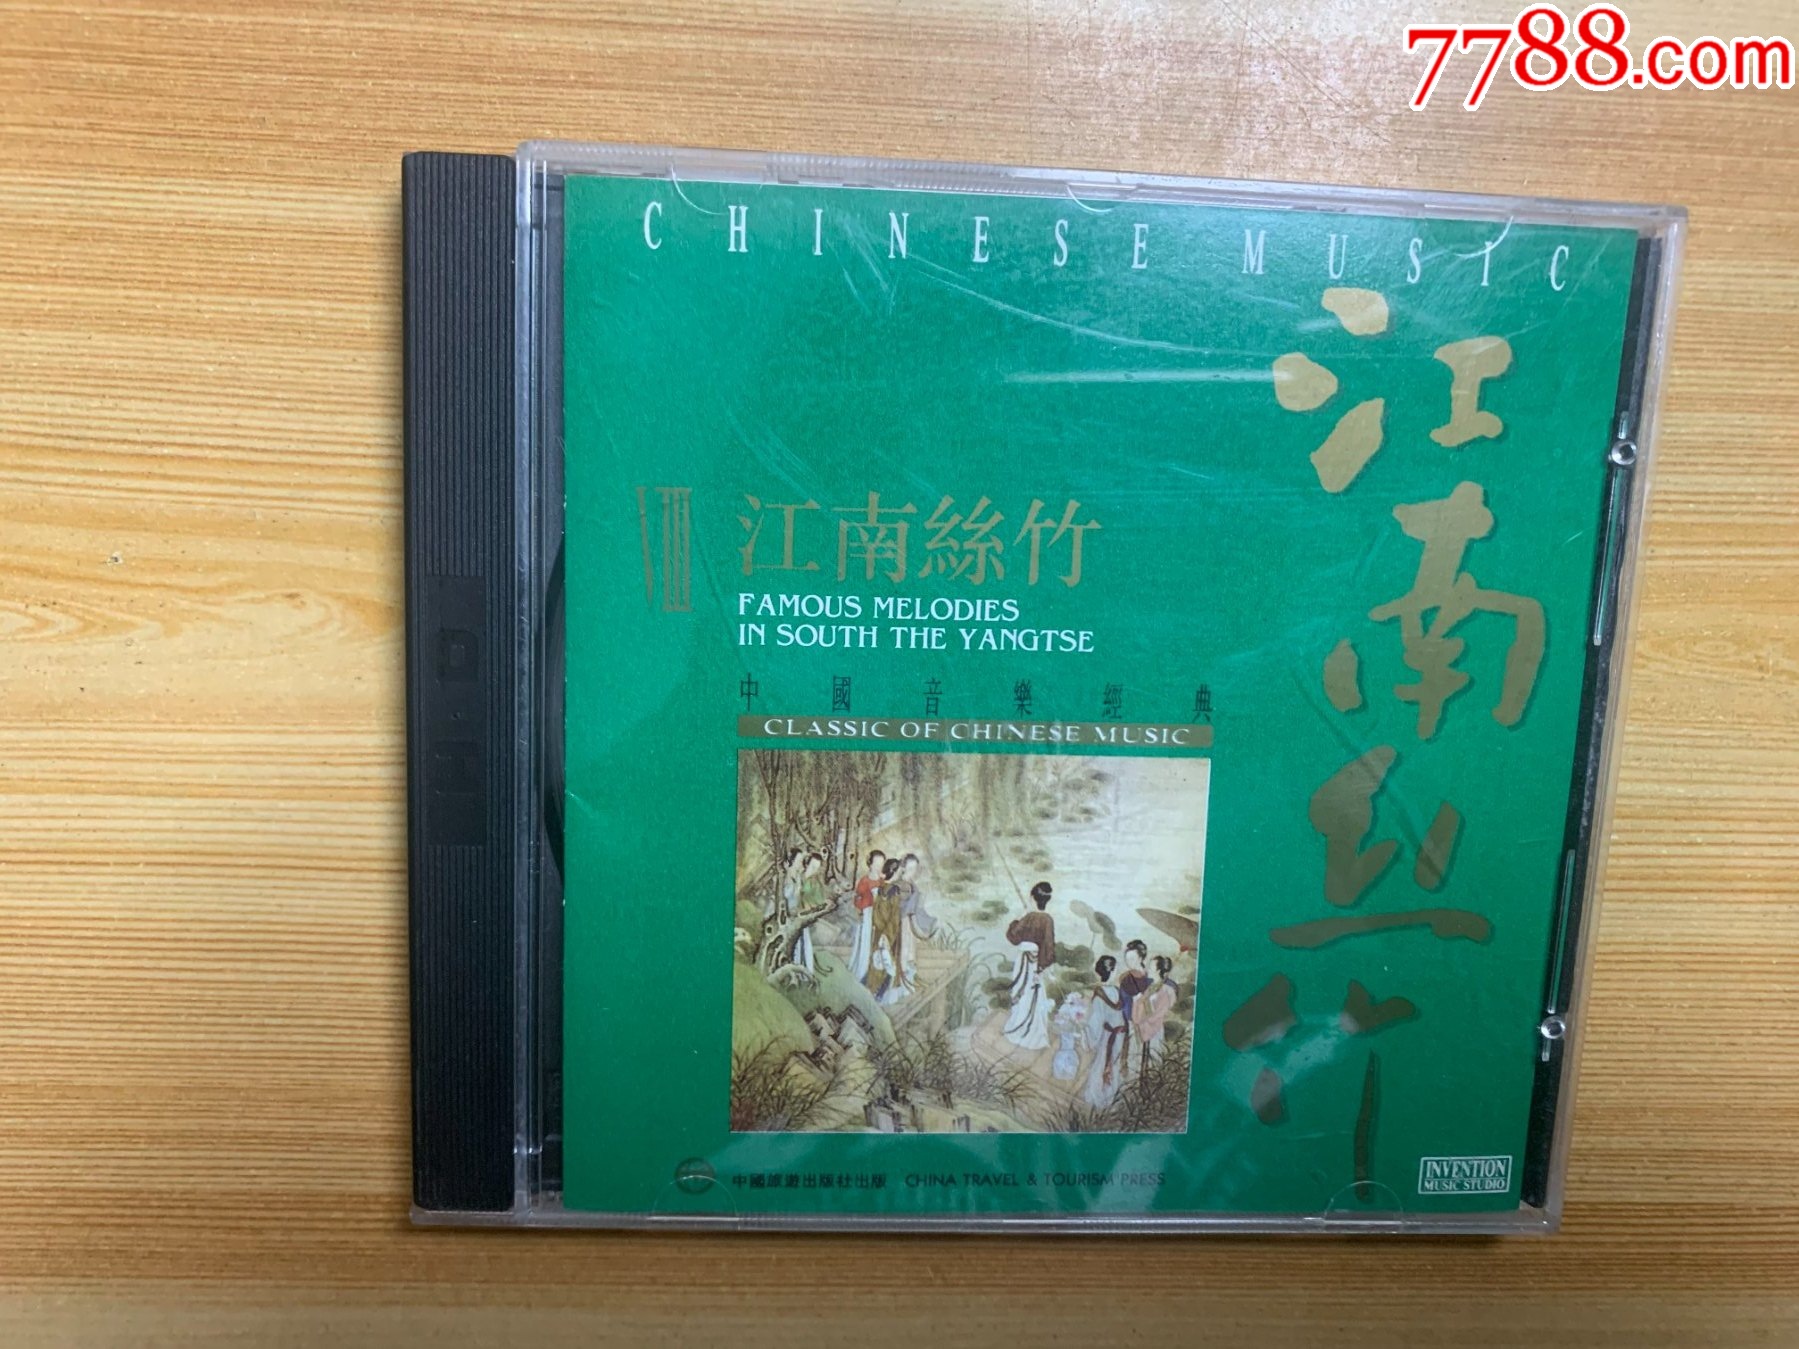 7788.com
CHINESE MUSIC
江南丝竹
VIII
江南絲竹
FAMOUS MELODIES
IN SOUTH THE YANGTSE
中國音樂經典
CLASSIC OF CHINESE MUSIC
中國旅遊出版社出版 CHINA TRAVEL & TOURISM PRESS
INVENTION
MUSIC STUDIO